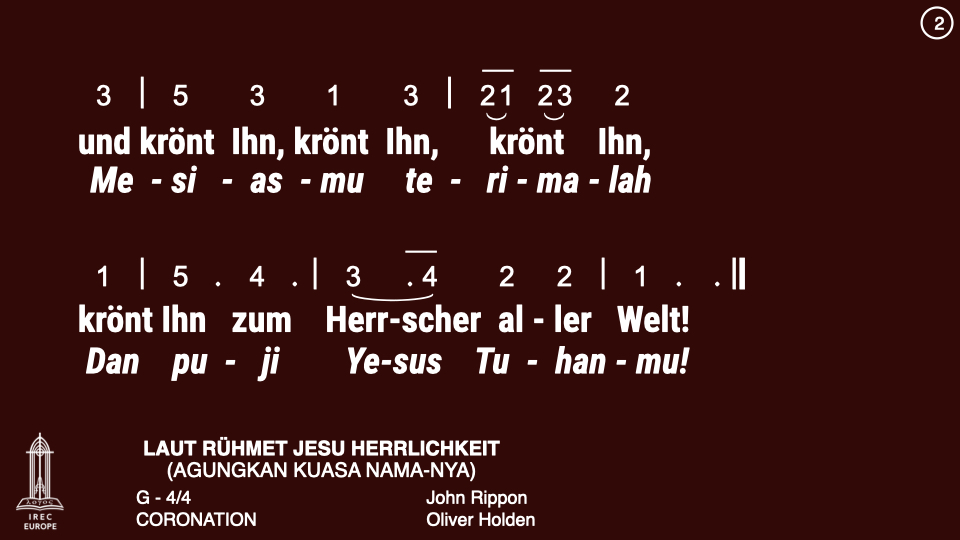 2
3 | 5 3 1 3 | 21 23 2
und krönt Ihn, krönt Ihn, krönt Ihn,
Me - si - as - mu te - ri - ma - lah
1 | 5 . 4 . | 3 . 4 2 2 | 1 . . ||
krönt Ihn zum Herr-scher al - ler Welt!
Dan pu - ji Ye-sus Tu - han - mu!
LAUT RÜHMET JESU HERRLICHKEIT
(AGUNGKAN KUASA NAMA-NYA)
G - 4/4 John Rippon
CORONATION Oliver Holden
ΛΟΓΟΣ
IREC
EUROPE